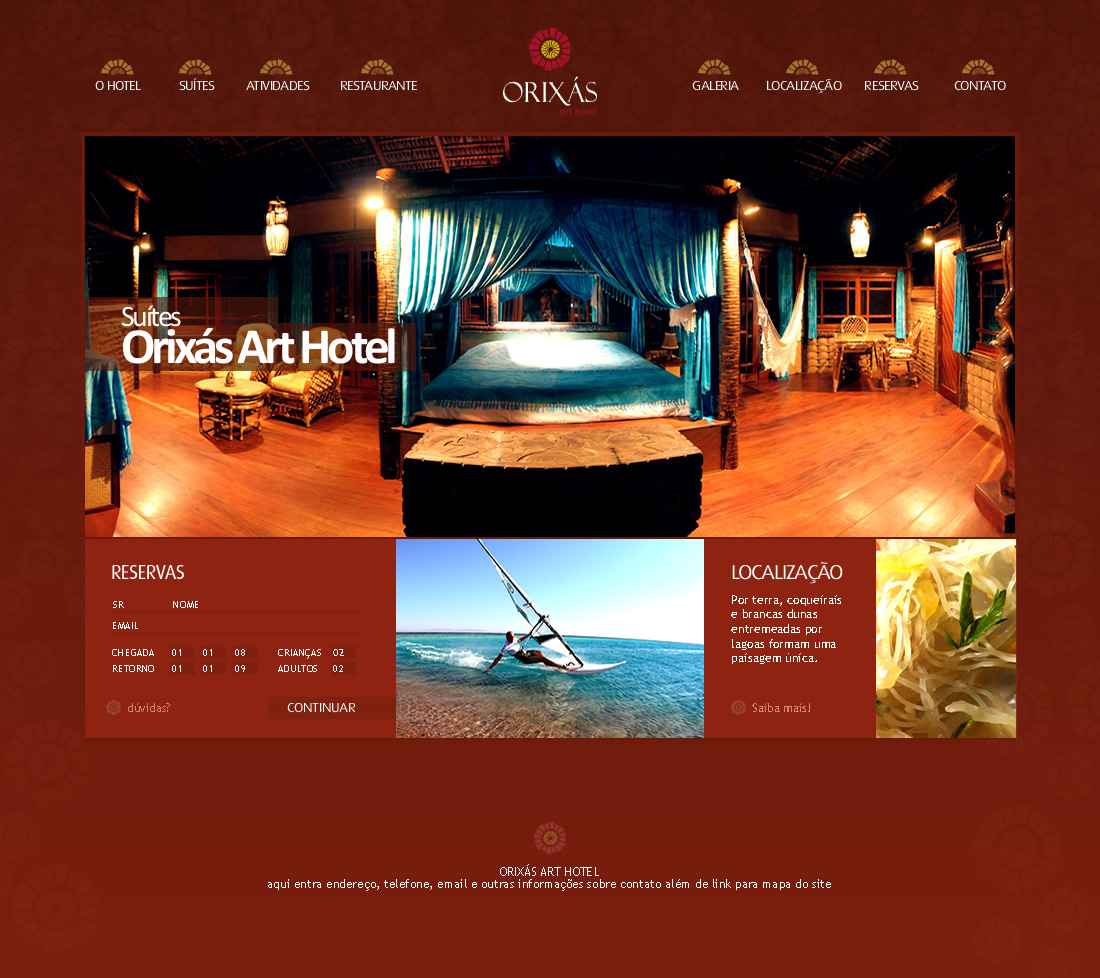 O HOTEL
SUÍTES
ATIVIDADES
RESTAURANTE
ORIXÁS
art hotel
GALERIA
LOCALIZAÇÃO
RESERVAS
CONTATO
Suítes
Orixás Art Hotel
RESERVAS
SR NOME
EMAIL
CHEGADA 01 01 08 CRIANÇAS 02
RETORNO 01 01 09 ADULTOS 02
dúvidas?
CONTINUAR
LOCALIZAÇÃO
Por terra, coqueirais
e brancas dunas
entremeadas por
lagoas formam uma
paisagem única.
Saiba mais!
ORIXÁS ART HOTEL
aqui entra endereço, telefone, email e outras informações sobre contato além de link para mapa do site